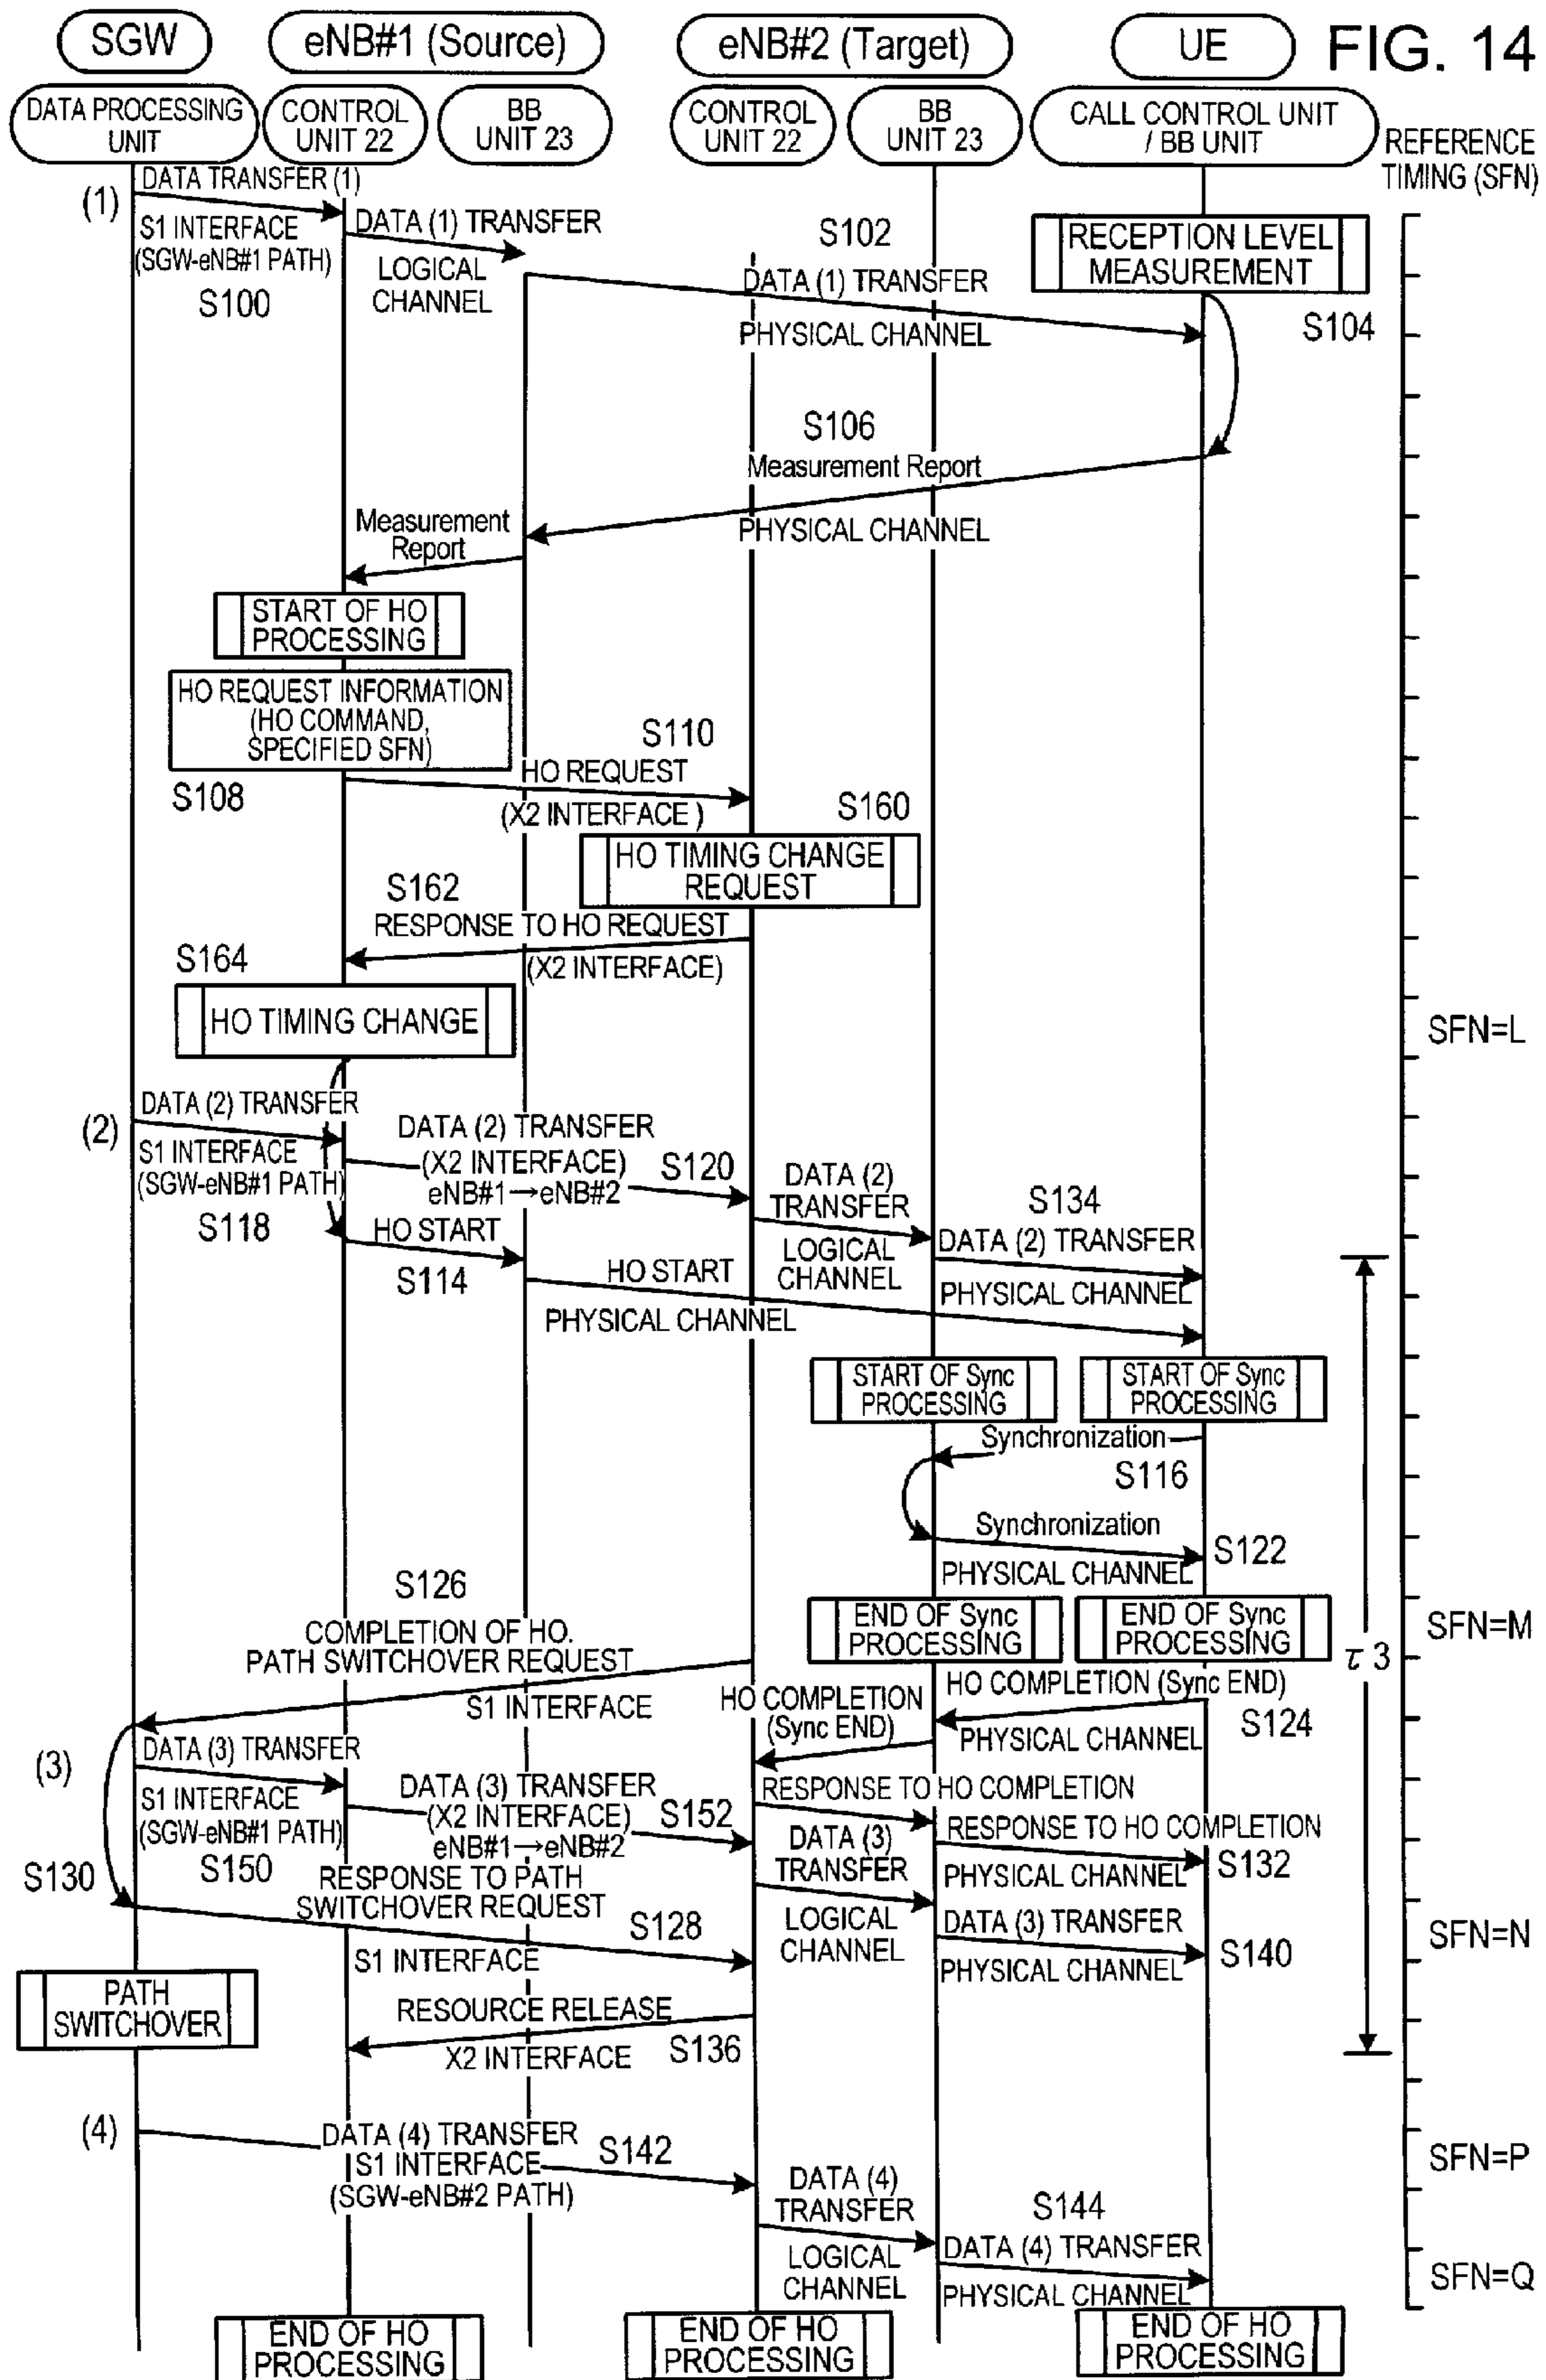 FIG. 14
SGW
eNB#1 (Source)
eNB#2 (Target)
UE
DATA PROCESSING
UNIT
CONTROL
UNIT 22
BB
UNIT 23
CONTROL
UNIT 22
BB
UNIT 23
CALL CONTROL UNIT
/ BB UNIT
REFERENCE
TIMING (SFN)
(1)
DATA TRANSFER (1)
S1 INTERFACE
(SGW-eNB#1 PATH)
S100
DATA (1) TRANSFER
LOGICAL
CHANNEL
S102
DATA (1) TRANSFER
PHYSICAL CHANNEL
RECEPTION LEVEL
MEASUREMENT
S104
S106
Measurement Report
PHYSICAL CHANNEL
Measurement
Report
START OF HO
PROCESSING
HO REQUEST INFORMATION
(HO COMMAND,
SPECIFIED SFN)
S108
S110
HO REQUEST
(X2 INTERFACE )
S160
HO TIMING CHANGE
REQUEST
S162
RESPONSE TO HO REQUEST
(X2 INTERFACE)
S164
HO TIMING CHANGE
SFN=L
(2)
DATA (2) TRANSFER
S1 INTERFACE
(SGW-eNB#1 PATH)
S118
DATA (2) TRANSFER
(X2 INTERFACE)
eNB#1→eNB#2
S120
DATA (2)
TRANSFER
LOGICAL
CHANNEL
S134
DATA (2) TRANSFER
PHYSICAL CHANNEL
HO START
S114
HO START
PHYSICAL CHANNEL
START OF Sync
PROCESSING
START OF Sync
PROCESSING
Synchronization
S116
Synchronization
S122
PHYSICAL CHANNEL
END OF Sync
PROCESSING
END OF Sync
PROCESSING
SFN=M
τ3
S126
COMPLETION OF HO.
PATH SWITCHOVER REQUEST
S1 INTERFACE
HO COMPLETION (Sync END)
S124
PHYSICAL CHANNEL
HO COMPLETION
(Sync END)
(3)
DATA (3) TRANSFER
S1 INTERFACE
(SGW-eNB#1 PATH)
S150
DATA (3) TRANSFER
(X2 INTERFACE)
eNB#1→eNB#2
S152
RESPONSE TO HO COMPLETION
RESPONSE TO HO COMPLETION
PHYSICAL CHANNEL
S132
DATA (3)
TRANSFER
LOGICAL
CHANNEL
S130
RESPONSE TO PATH
SWITCHOVER REQUEST
S128
S1 INTERFACE
DATA (3) TRANSFER
PHYSICAL CHANNEL
S140
SFN=N
PATH
SWITCHOVER
RESOURCE RELEASE
X2 INTERFACE
S136
(4)
DATA (4) TRANSFER
S1 INTERFACE
(SGW-eNB#2 PATH)
S142
SFN=P
DATA (4)
TRANSFER
LOGICAL
CHANNEL
S144
DATA (4) TRANSFER
PHYSICAL CHANNEL
SFN=Q
END OF HO
PROCESSING
END OF HO
PROCESSING
END OF HO
PROCESSING